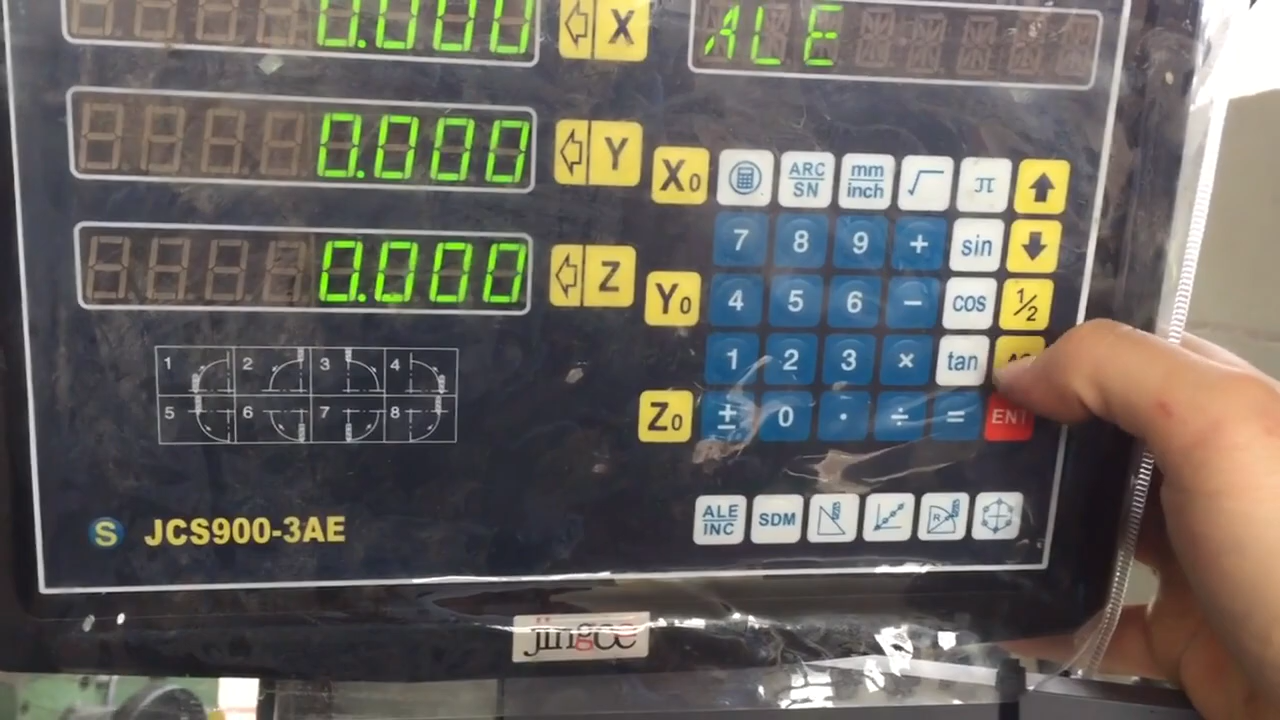 0.000 X ALE
0.000 Y
X0 ARC SN mm inch √ π
7 8 9 + sin
0.000 Z
Y0 4 5 6 − cos 1/2
1 2 3 × tan
1 2 3 4
5 6 7 8
Z0 ± 0 · ÷ = ENT
ALE INC SDM R
S JCS900-3AE
jingce